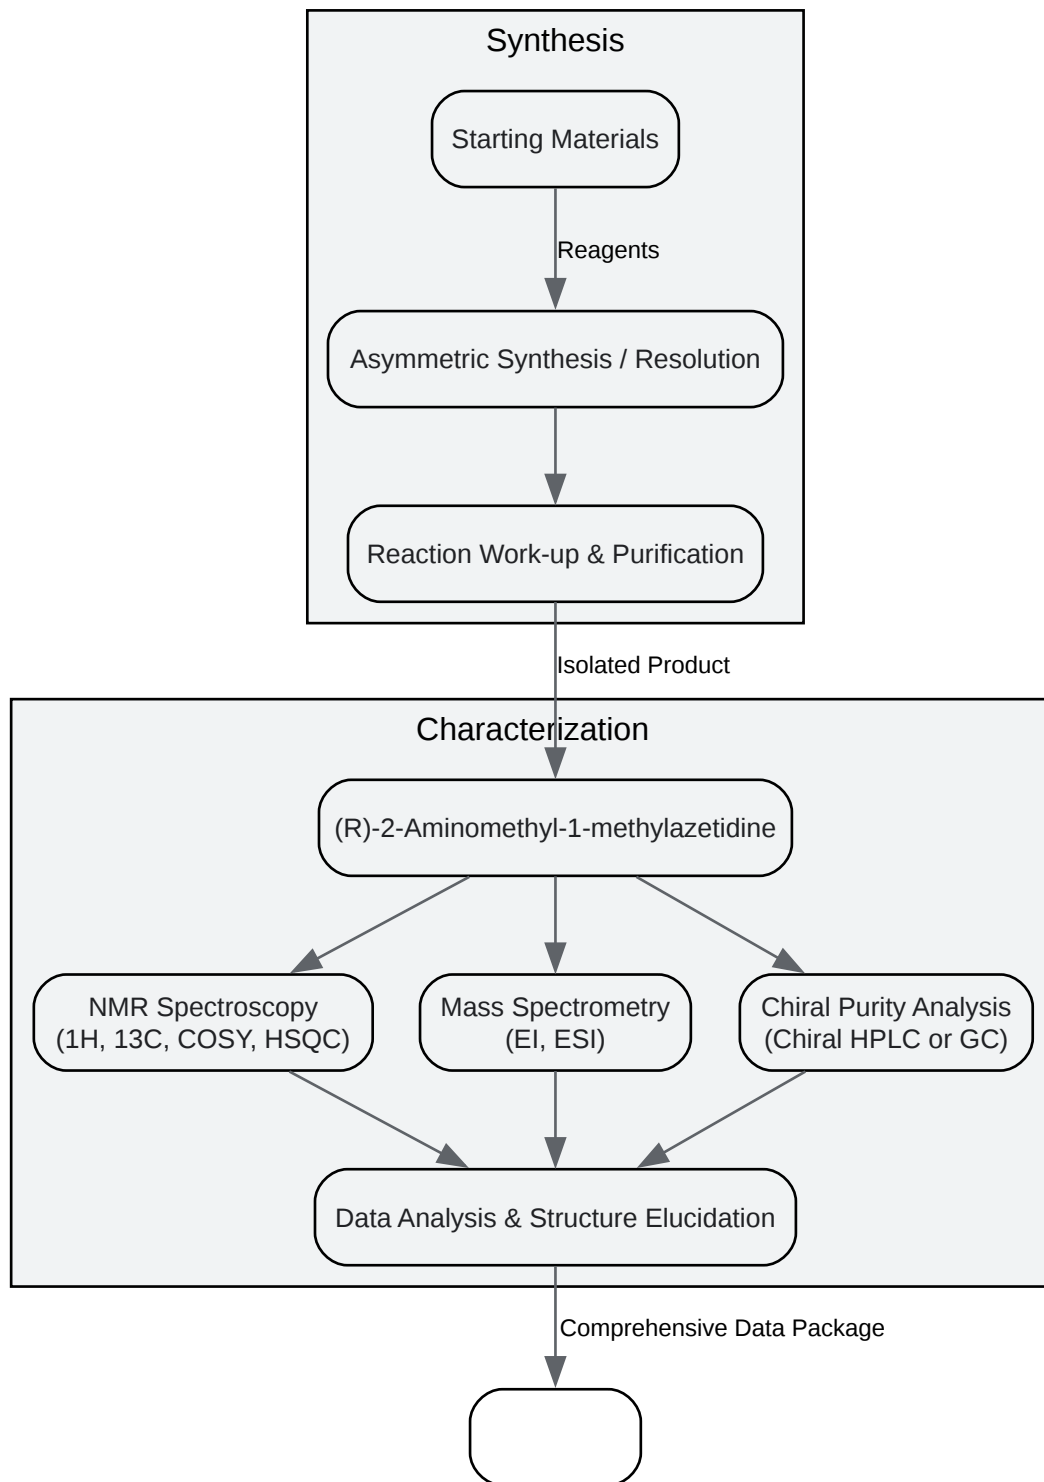 Synthesis
Starting Materials
Reagents
Asymmetric Synthesis / Resolution
Reaction Work-up & Purification
Isolated Product
Characterization
(R)-2-Aminomethyl-1-methylazetidine
NMR Spectroscopy
(1H, 13C, COSY, HSQC)
Mass Spectrometry
(EI, ESI)
Chiral Purity Analysis
(Chiral HPLC or GC)
Data Analysis & Structure Elucidation
Comprehensive Data Package